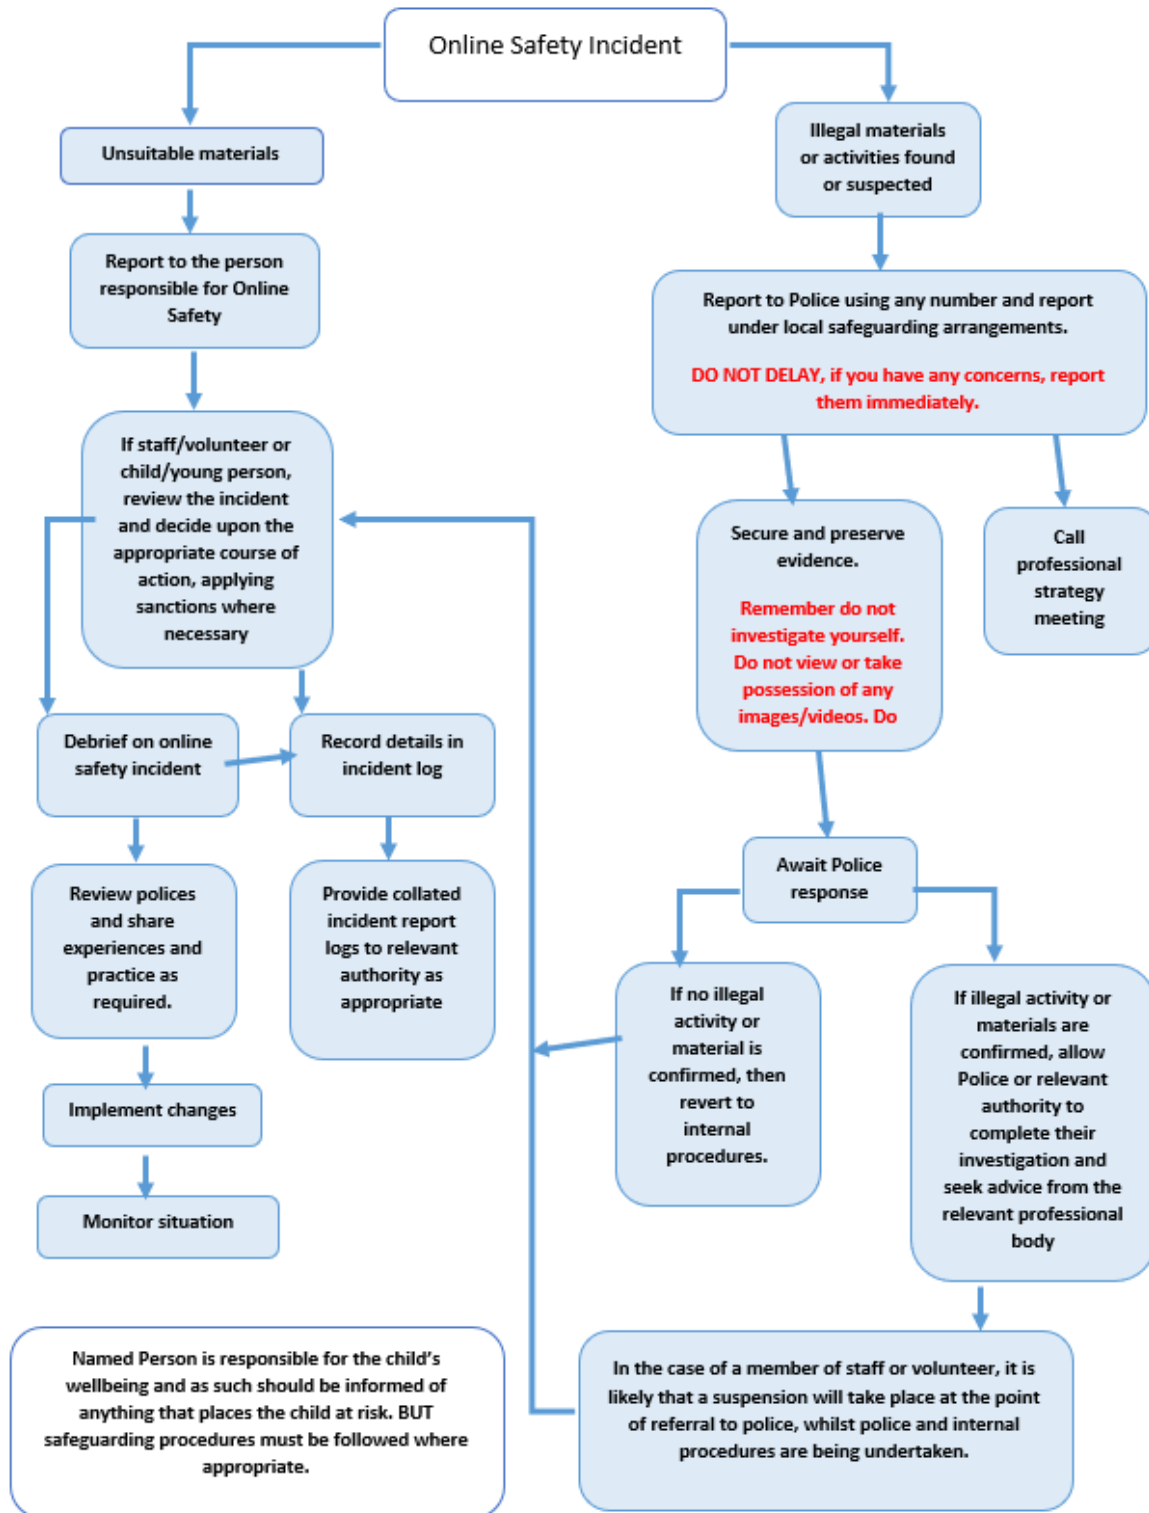 Online Safety Incident
Unsuitable materials
Illegal materials
or activities found
or suspected
Report to the person
responsible for Online
Safety
Report to Police using any number and report
under local safeguarding arrangements.
DO NOT DELAY, if you have any concerns, report
them immediately.
If staff/volunteer or
child/young person,
review the incident
and decide upon the
appropriate course of
action, applying
sanctions where
necessary
Secure and preserve
evidence.
Remember do not
investigate yourself.
Do not view or take
possession of any
images/videos. Do
Call
professional
strategy
meeting
Debrief on online
safety incident
Record details in
incident log
Await Police
response
Review polices
and share
experiences and
practice as
required.
Provide collated
incident report
logs to relevant
authority as
appropriate
If no illegal
activity or
material is
confirmed, then
revert to
internal
procedures.
If illegal activity or
materials are
confirmed, allow
Police or relevant
authority to
complete their
investigation and
seek advice from the
relevant professional
body
Implement changes
Monitor situation
Named Person is responsible for the child's
wellbeing and as such should be informed of
anything that places the child at risk. BUT
safeguarding procedures must be followed where
appropriate.
In the case of a member of staff or volunteer, it is
likely that a suspension will take place at the point
of referral to police, whilst police and internal
procedures are being undertaken.